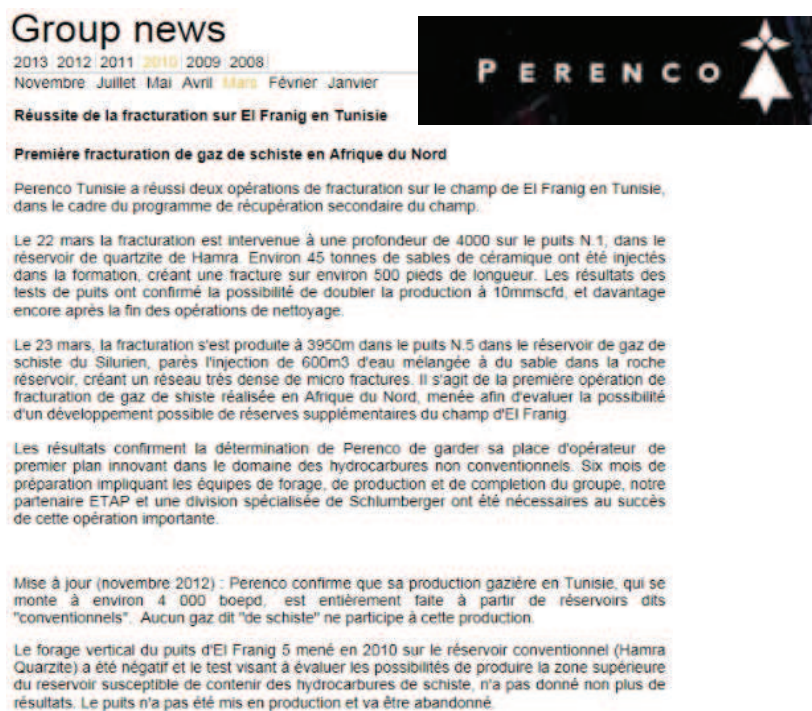 Group news
PERENCO
2013 2012 2011 2010 2009 2008
Novembre Juillet Mai Avril Mars Février Janvier
Réussite de la fracturation sur El Franig en Tunisie
Première fracturation de gaz de schiste en Afrique du Nord
Perenco Tunisie a réussi deux opérations de fracturation sur le champ de El Franig en Tunisie,
dans le cadre du programme de récupération secondaire du champ.
Le 22 mars la fracturation est intervenue à une profondeur de 4000 sur le puits N.1, dans le
réservoir de quartzite de Hamra. Environ 45 tonnes de sables de céramique ont été injectés
dans la formation, créant une fracture sur environ 500 pieds de longueur. Les résultats des
tests de puits ont confirmé la possibilité de doubler la production à 10mmscfd, et davantage
encore après la fin des opérations de nettoyage.
Le 23 mars, la fracturation s'est produite à 3950m dans le puits N.5 dans le réservoir de gaz de
schiste du Silurien, parès l'injection de 600m3 d'eau mélangée à du sable dans la roche
réservoir, créant un réseau très dense de micro fractures. Il s'agit de la première opération de
fracturation de gaz de shiste réalisée en Afrique du Nord, menée afin d'evaluer la possibilité
d'un développement possible de réserves supplémentaires du champ d'El Franig.
Les résultats confirment la détermination de Perenco de garder sa place d'opérateur de
premier plan innovant dans le domaine des hydrocarbures non conventionnels. Six mois de
préparation impliquant les équipes de forage, de production et de completion du groupe, notre
partenaire ETAP et une division spécialisée de Schlumberger ont été nécessaires au succès
de cette opération importante.
Mise à jour (novembre 2012) : Perenco confirme que sa production gazière en Tunisie, qui se
monte à environ 4 000 boepd, est entièrement faite à partir de réservoirs dits
"conventionnels". Aucun gaz dit "de schiste" ne participe à cette production.
Le forage vertical du puits d'El Franig 5 mené en 2010 sur le réservoir conventionnel (Hamra
Quarzite) a été négatif et le test visant à évaluer les possibilités de produire la zone supérieure
du reservoir susceptible de contenir des hydrocarbures de schiste, n'a pas donné non plus de
résultats. Le puits n'a pas été mis en production et va être abandonné.